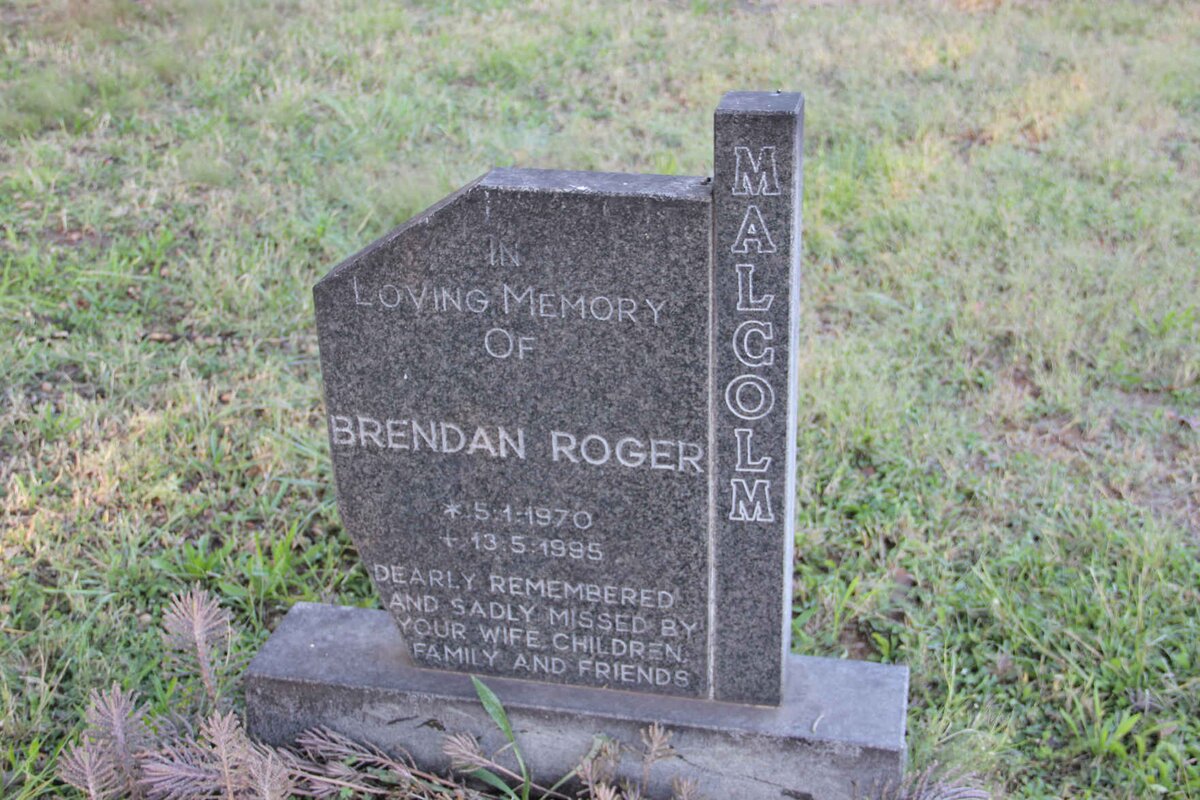 IN
LOVING MEMORY
OF
BRENDAN ROGER
* 5·1·1970
+ 13·5·1995
DEARLY REMEMBERED
AND SADLY MISSED BY
YOUR WIFE, CHILDREN,
FAMILY AND FRIENDS
MALCOLM